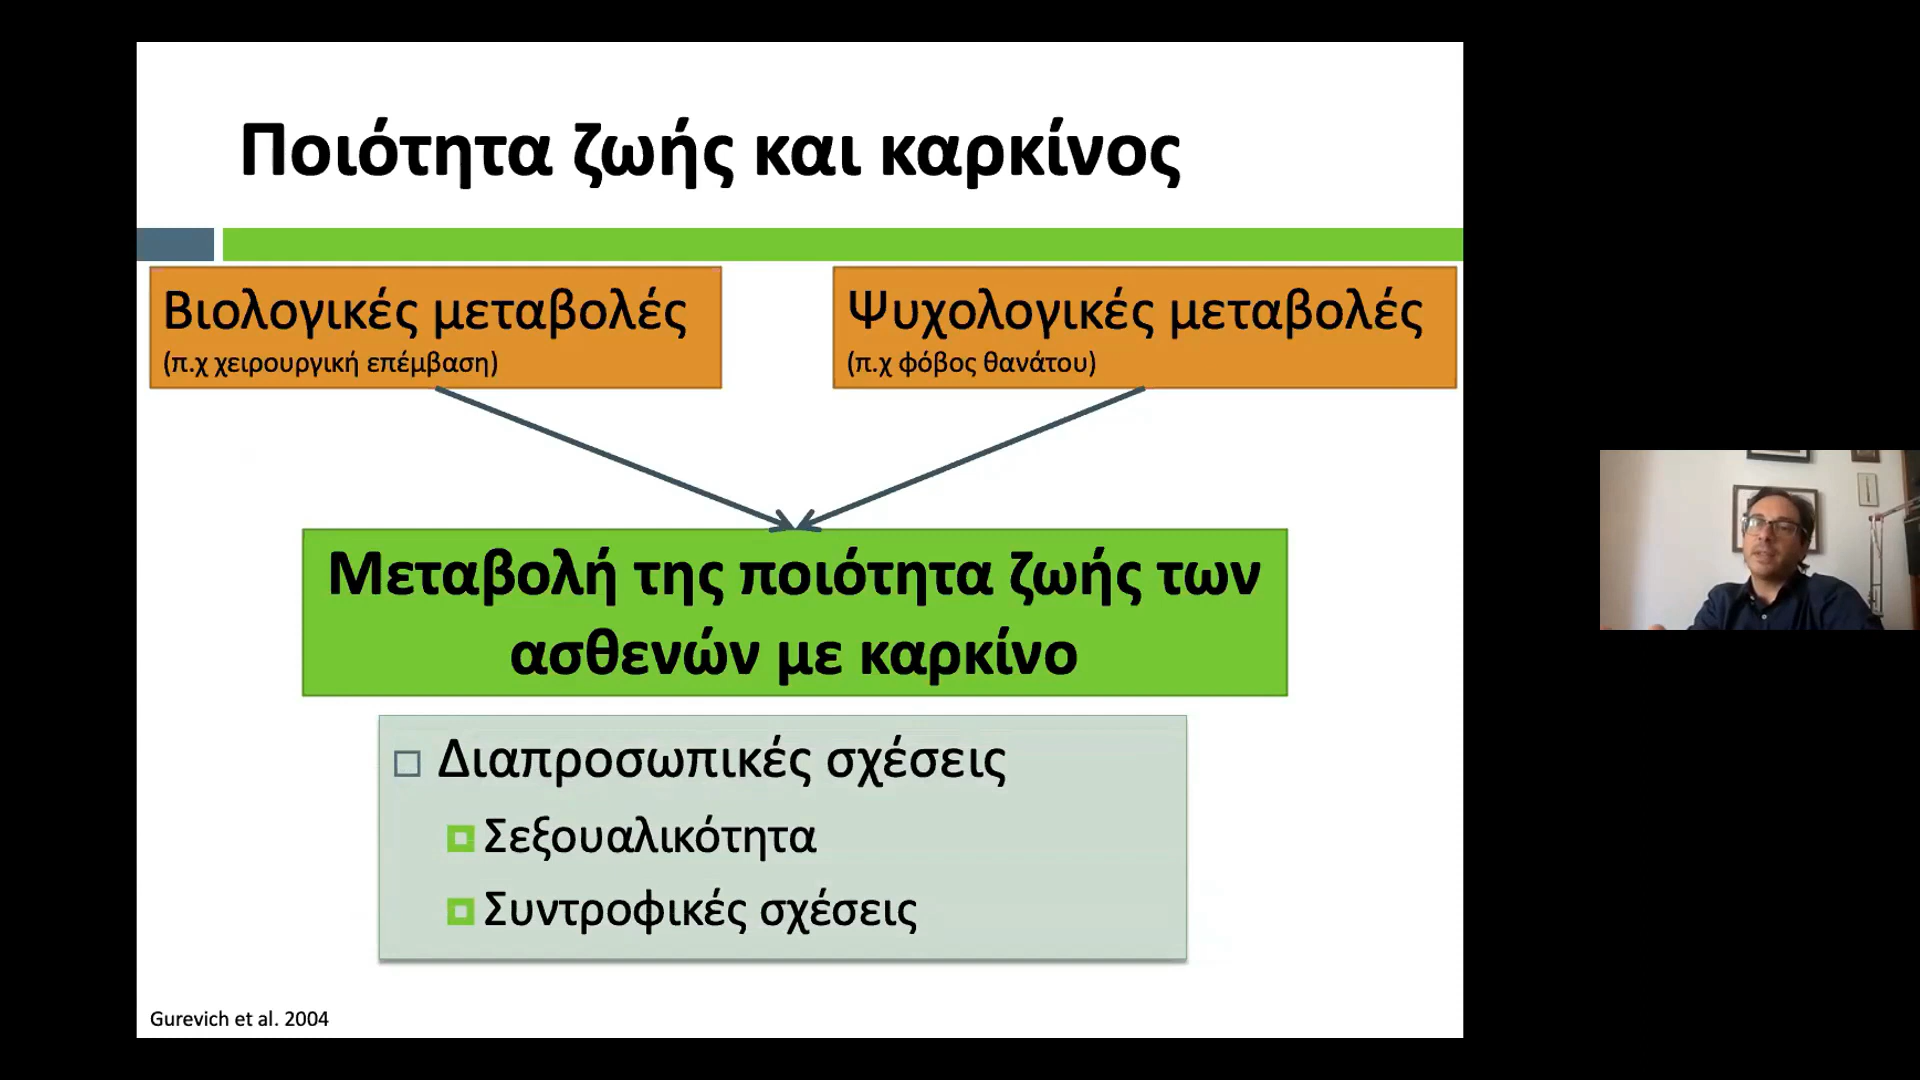 Ποιότητα ζωής και καρκίνος
Βιολογικές μεταβολές
(π.χ χειρουργική επέμβαση)
Ψυχολογικές μεταβολές
(π.χ φόβος θανάτου)
Μεταβολή της ποιότητα ζωής των
ασθενών με καρκίνο
Διαπροσωπικές σχέσεις
Σεξουαλικότητα
Συντροφικές σχέσεις
Gurevich et al. 2004